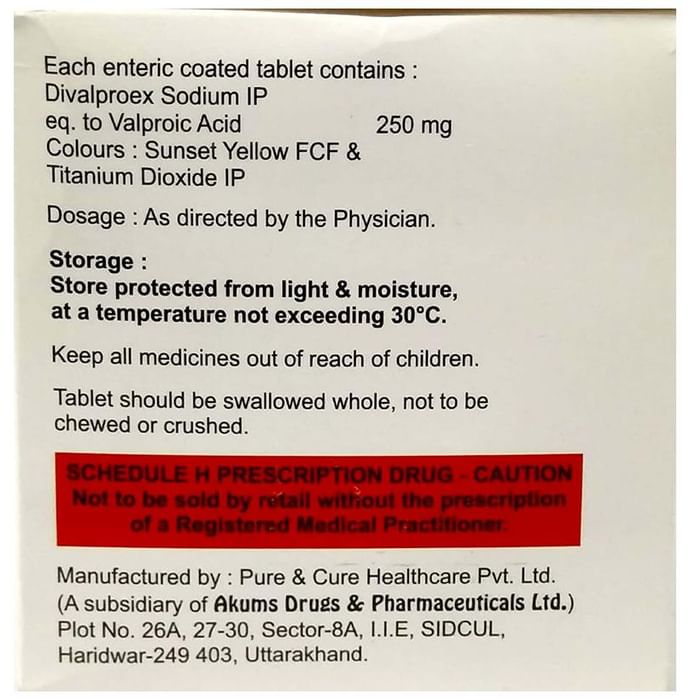 Each enteric coated tablet contains :
Divalproex Sodium IP
eq. to Valproic Acid 250 mg
Colours : Sunset Yellow FCF &
Titanium Dioxide IP
Dosage : As directed by the Physician.
Storage :
Store protected from light & moisture,
at a temperature not exceeding 30°C.
Keep all medicines out of reach of children.
Tablet should be swallowed whole, not to be
chewed or crushed.
SCHEDULE H PRESCRIPTION DRUG - CAUTION
Not to be sold by retail without the prescription
of a Registered Medical Practitioner.
Manufactured by : Pure & Cure Healthcare Pvt. Ltd.
(A subsidiary of Akums Drugs & Pharmaceuticals Ltd.)
Plot No. 26A, 27-30, Sector-8A, I.I.E, SIDCUL,
Haridwar-249 403, Uttarakhand.